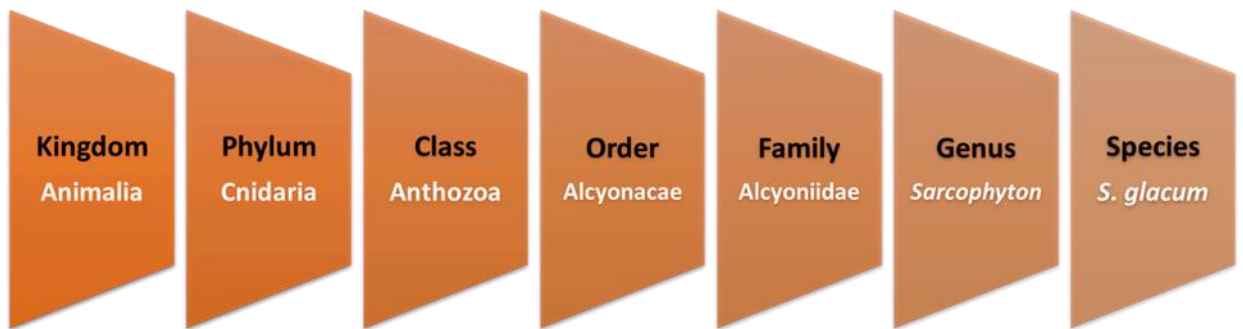 Kingdom
Animalia
Phylum
Cnidaria
Class
Anthozoa
Order
Alcyonacae
Family
Alcyoniidae
Genus
Sarcophyton
Species
S. glacum